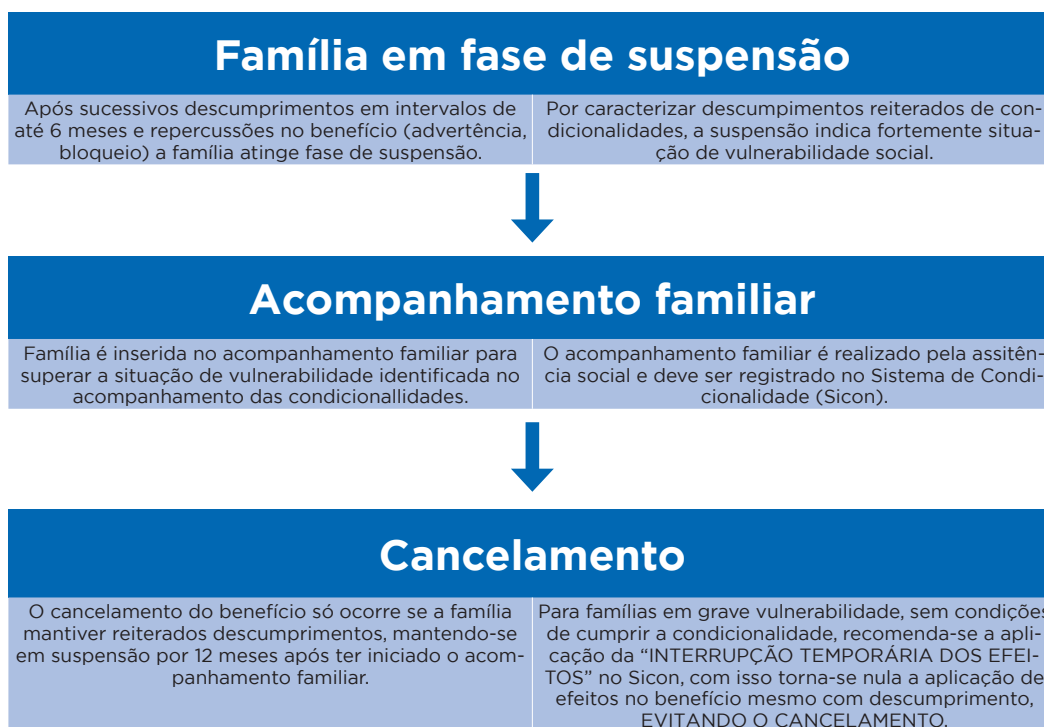 Família em fase de suspensão
Após sucessivos descumprimentos em intervalos de
até 6 meses e repercussões no benefício (advertência,
bloqueio) a família atinge fase de suspensão.
Por caracterizar descumpimentos reiterados de con-
dicionalidades, a suspensão indica fortemente situa-
ção de vulnerabilidade social.
Acompanhamento familiar
Família é inserida no acompanhamento familiar para
superar a situação de vulnerabilidade identificada no
acompanhamento das condicionallidades.
O acompanhamento familiar é realizado pela assitên-
cia social e deve ser registrado no Sistema de Condi-
cionalidade (Sicon).
Cancelamento
O cancelamento do benefício só ocorre se a família
mantiver reiterados descumprimentos, mantendo-se
em suspensão por 12 meses após ter iniciado o acom-
panhamento familiar.
Para famílias em grave vulnerabilidade, sem condições
de cumprir a condicionalidade, recomenda-se a apli-
cação da “INTERRUPÇÃO TEMPORÁRIA DOS EFEI-
TOS” no Sicon, com isso torna-se nula a aplicação de
efeitos no benefício mesmo com descumprimento,
EVITANDO O CANCELAMENTO.